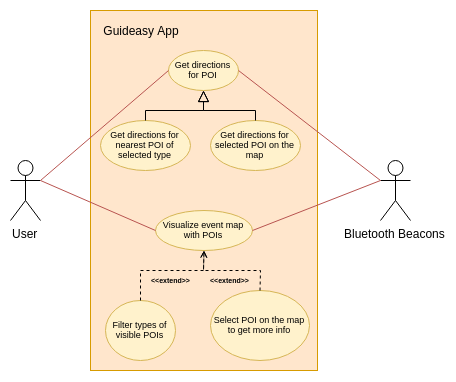 Guideasy App
Get directions
for POI
Get directions for
nearest POI of
selected type
Get directions for
selected POI on the
map
User
Bluetooth Beacons
Visualize event map
with POIs
<<extend>>
<<extend>>
Filter types of
visible POIs
Select POI on the map
to get more info